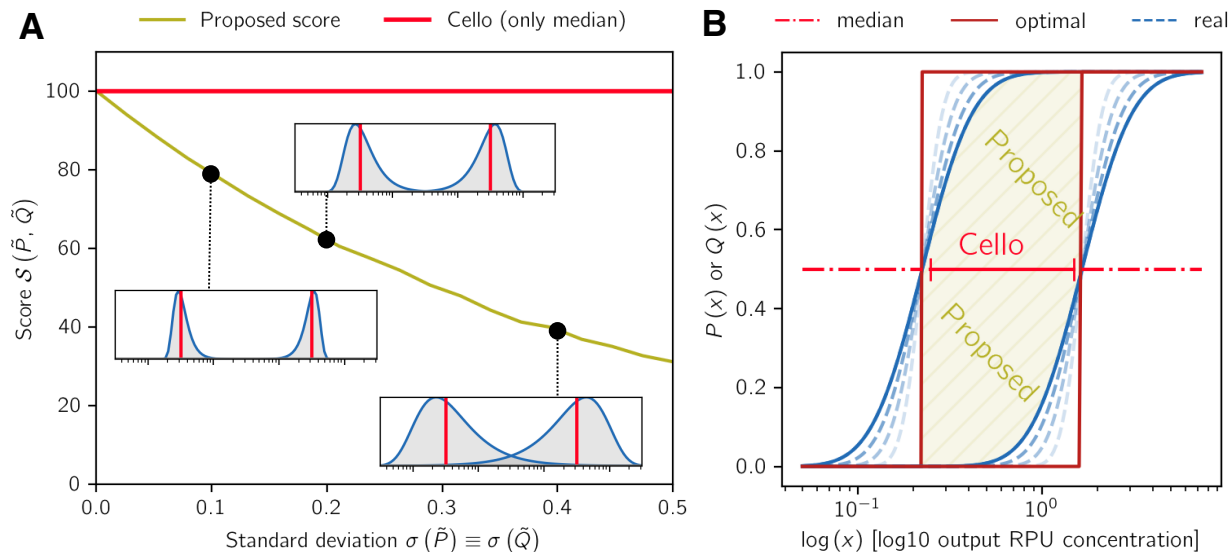 A
Proposed score
Cello (only median)
Score 𝒮 (P̃, Q̃)
100
80
60
40
20
0
0.0
0.1
0.2
0.3
0.4
0.5
Standard deviation σ (P̃) ≡ σ (Q̃)
B
median
optimal
real
P (x) or Q (x)
1.0
0.8
0.6
0.4
0.2
0.0
Proposed
Cello
Proposed
10⁻¹
10⁰
log (x) [log10 output RPU concentration]